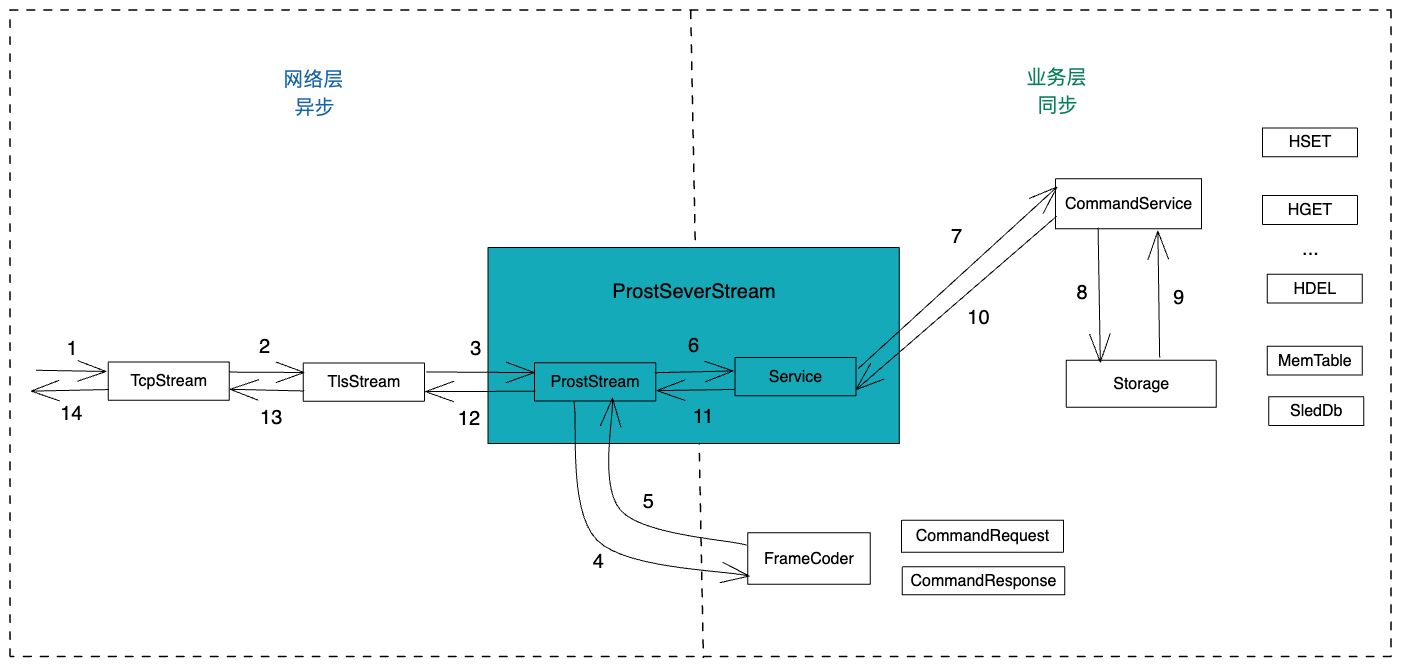 网络层
异步
业务层
同步
HSET
HGET
...
HDEL
MemTable
SledDb
CommandService
7
10
8
9
Storage
ProstSeverStream
1
TcpStream
14
2
13
TlsStream
3
12
ProstStream
6
11
Service
5
4
FrameCoder
CommandRequest
CommandResponse